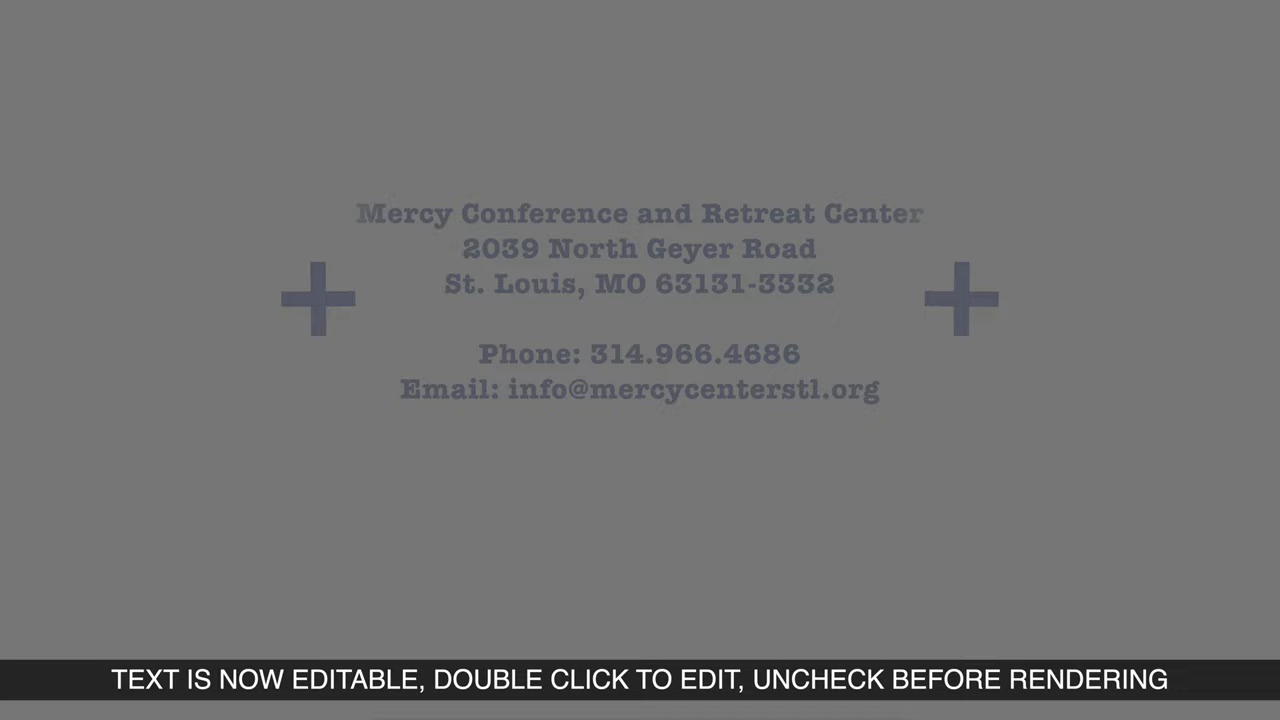 Mercy Conference and Retreat Center
2039 North Geyer Road
St. Louis, MO 63131-3332
Phone: 314.966.4686
Email: info@mercycenterstl.org
TEXT IS NOW EDITABLE, DOUBLE CLICK TO EDIT, UNCHECK BEFORE RENDERING